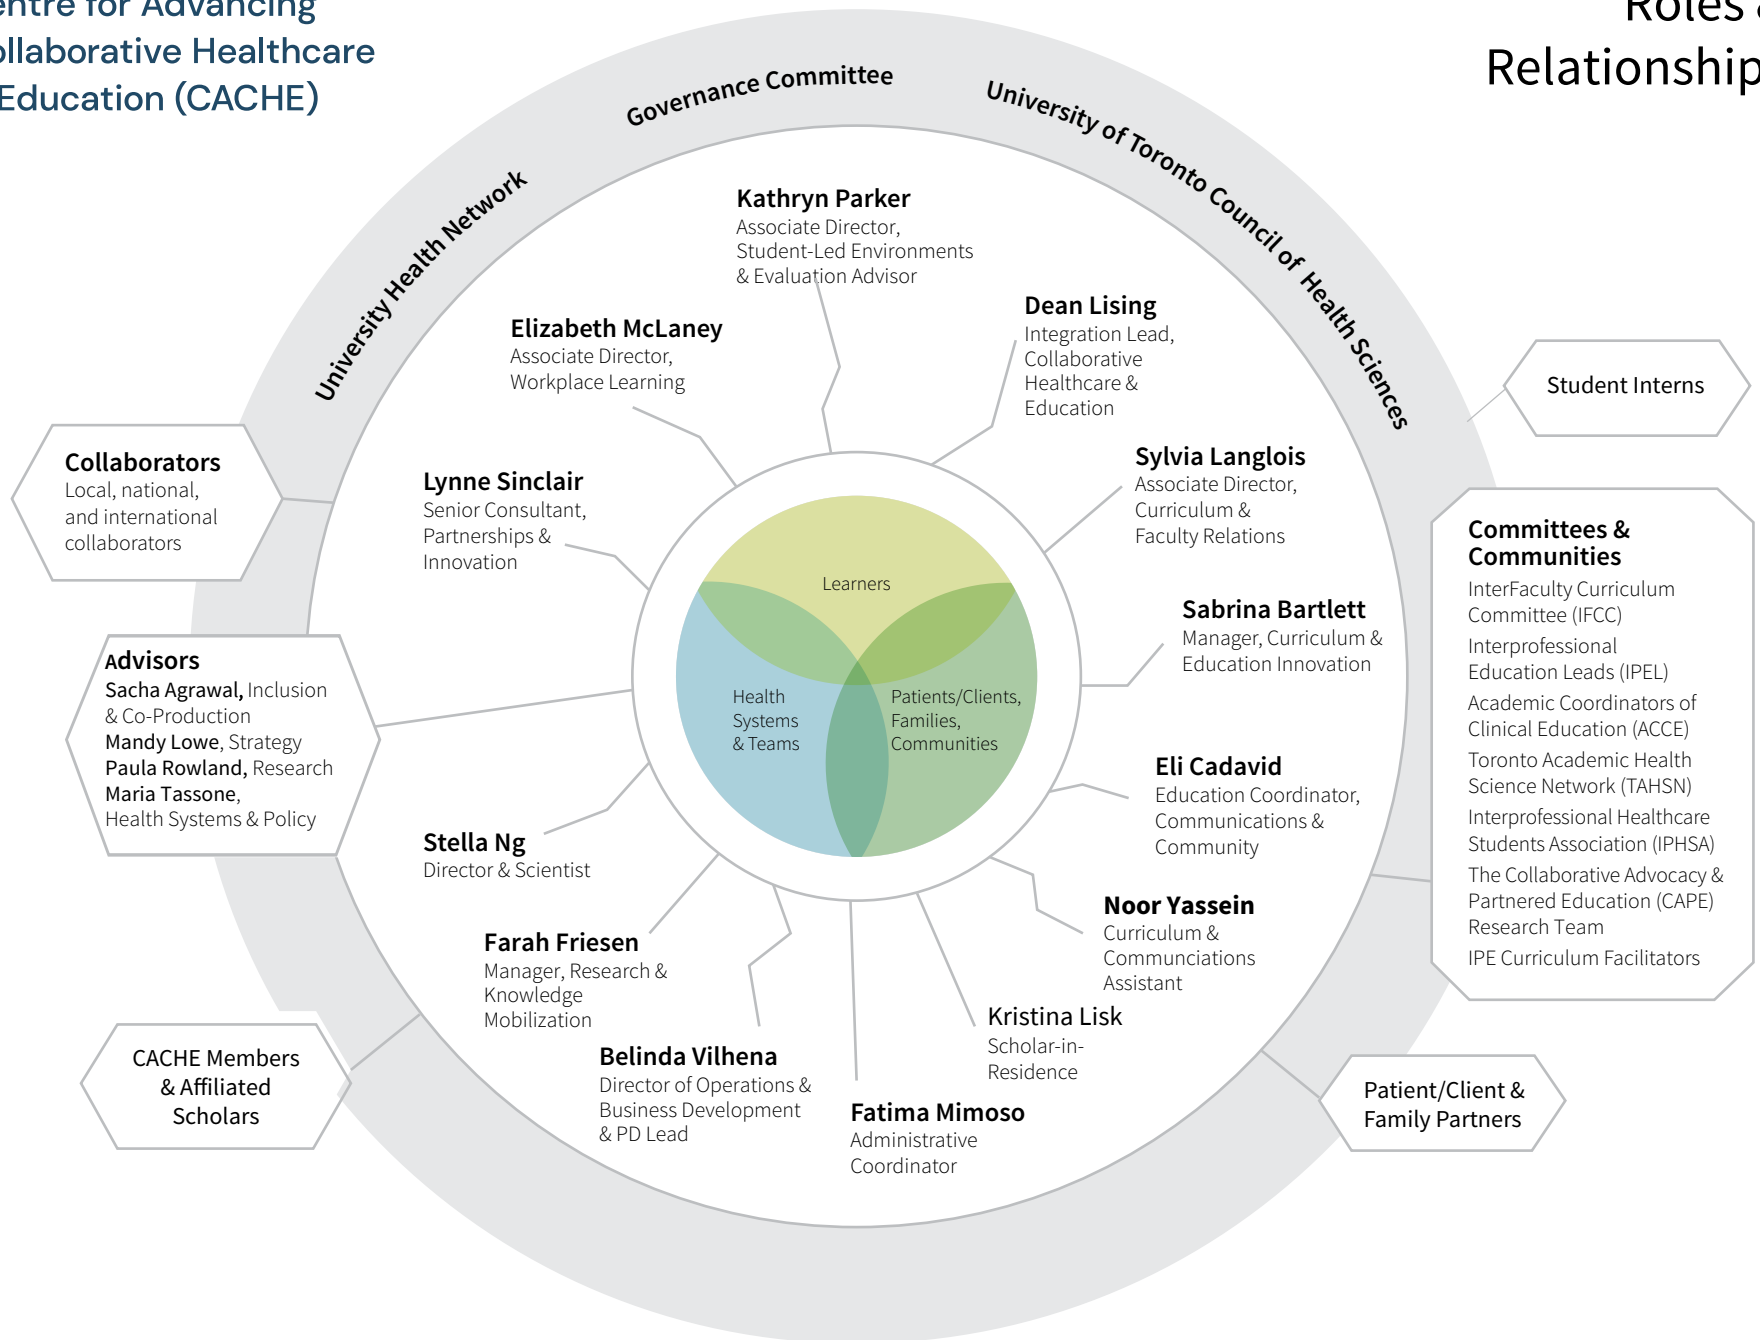 entre for Advancing
ollaborative Healthcare
Education (CACHE)
Roles
Relationship
Governance Committee
University of Toronto Council of Health Sciences
University Health Network
Kathryn Parker
Associate Director,
Student-Led Environments
& Evaluation Advisor
Dean Lising
Integration Lead,
Collaborative
Healthcare &
Education
Elizabeth McLaney
Associate Director,
Workplace Learning
Student Interns
Sylvia Langlois
Associate Director,
Curriculum &
Faculty Relations
Lynne Sinclair
Senior Consultant,
Partnerships &
Innovation
Collaborators
Local, national,
and international
collaborators
Committees &
Communities
InterFaculty Curriculum
Committee (IFCC)
Interprofessional
Education Leads (IPEL)
Academic Coordinators of
Clinical Education (ACCE)
Toronto Academic Health
Science Network (TAHSN)
Interprofessional Healthcare
Students Association (IPHSA)
The Collaborative Advocacy &
Partnered Education (CAPE)
Research Team
IPE Curriculum Facilitators
Learners
Health
Systems
& Teams
Patients/Clients,
Families,
Communities
Sabrina Bartlett
Manager, Curriculum &
Education Innovation
Advisors
Sacha Agrawal, Inclusion
& Co-Production
Mandy Lowe, Strategy
Paula Rowland, Research
Maria Tassone,
Health Systems & Policy
Eli Cadavid
Education Coordinator,
Communications &
Community
Stella Ng
Director & Scientist
Noor Yassein
Curriculum &
Communciations
Assistant
Farah Friesen
Manager, Research &
Knowledge
Mobilization
Kristina Lisk
Scholar-in-
Residence
Belinda Vilhena
Director of Operations &
Business Development
& PD Lead
Fatima Mimoso
Administrative
Coordinator
CACHE Members
& Affiliated
Scholars
Patient/Client &
Family Partners